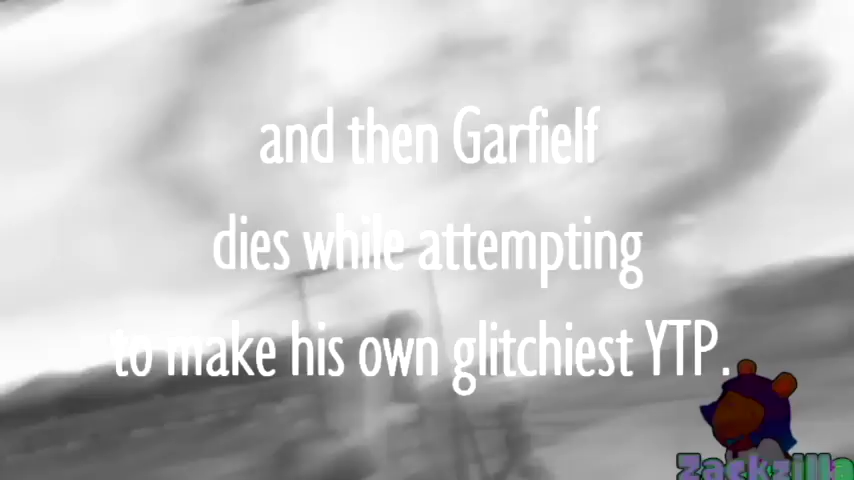 and then Garfielf
dies while attempting
to make his own glitchiest YTP.
Zackzilla